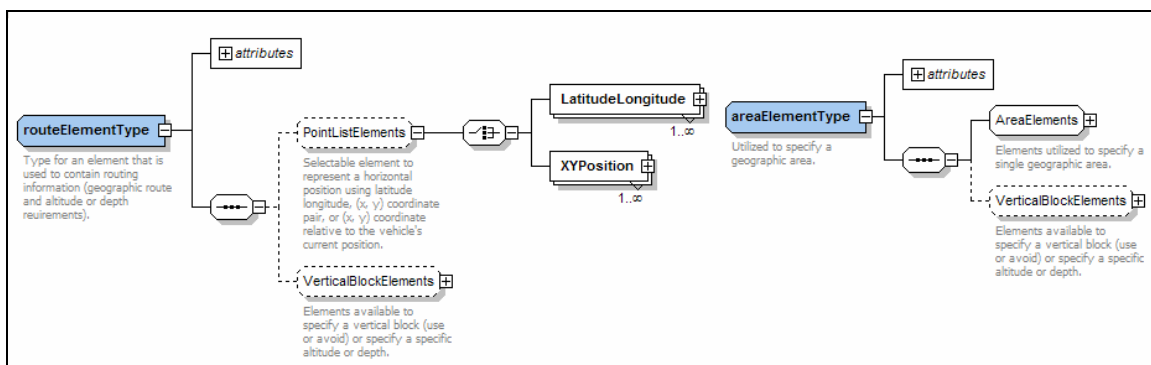 attributes
routeElementType
Type for an element that is
used to contain routing
information (geographic route
and altitude or depth
reuirements).
PointListElements
Selectable element to
represent a horizontal
position using latitude
longitude, (x, y) coordinate
pair, or (x, y) coordinate
relative to the vehicle's
current position.
LatitudeLongitude
1..∞
XYPosition
1..∞
VerticalBlockElements
Elements available to
specify a vertical block (use
or avoid) or specify a specific
altitude or depth.
attributes
areaElementType
Utilized to specify a
geographic area.
AreaElements
Elements utilized to specify a
single geographic area.
VerticalBlockElements
Elements available to
specify a vertical block (use
or avoid) or specify a specific
altitude or depth.